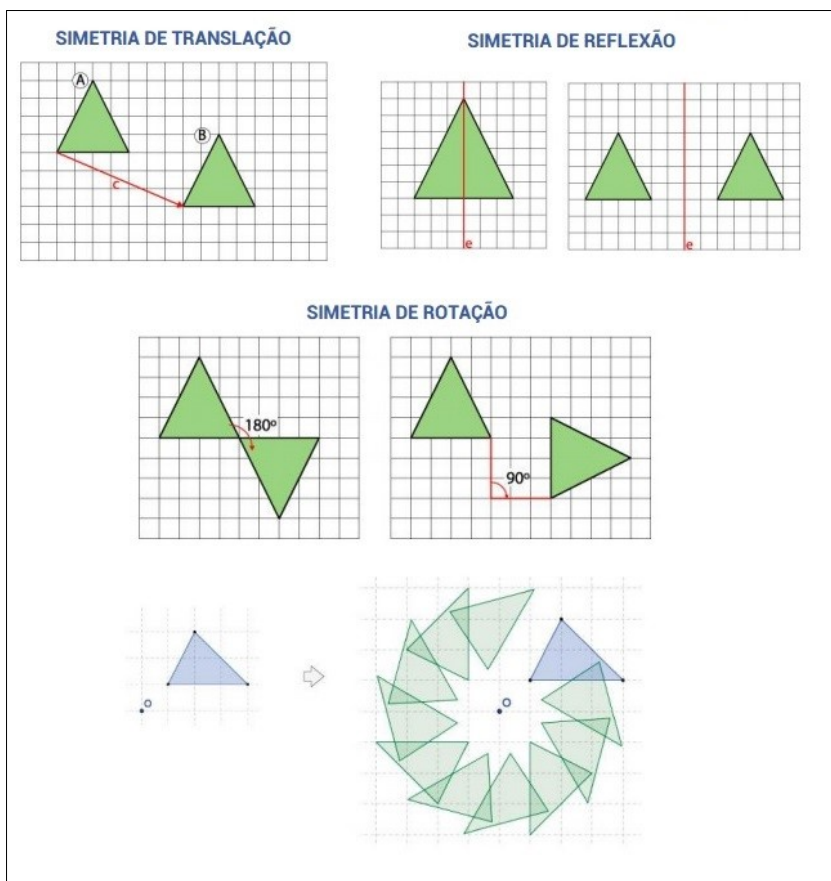 SIMETRIA DE TRANSLAÇÃO
SIMETRIA DE REFLEXÃO
A
B
c
e
e
SIMETRIA DE ROTAÇÃO
180º
90º
O
O